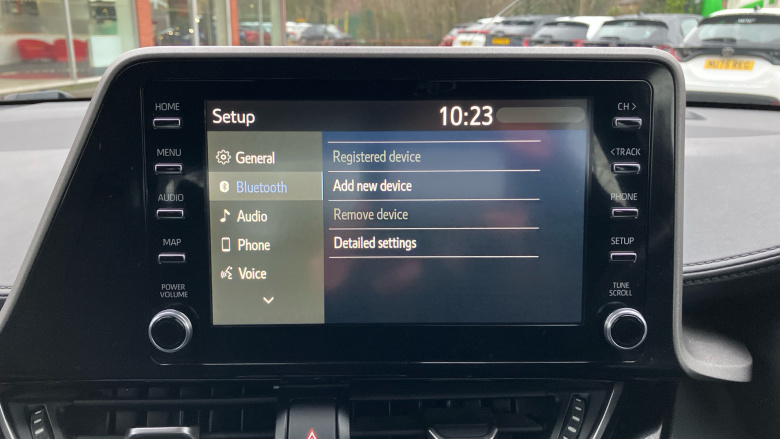 HOME
MENU
AUDIO
MAP
POWER
VOLUME
Setup
10:23
General
Bluetooth
Audio
Phone
Voice
Registered device
Add new device
Remove device
Detailed settings
CH >
< TRACK
PHONE
SETUP
TUNE
SCROLL